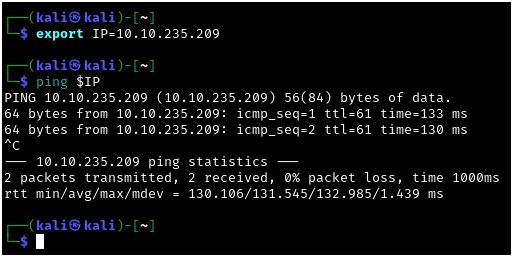 ┌──(kali㉿kali)-[~]
└─$ export IP=10.10.235.209

┌──(kali㉿kali)-[~]
└─$ ping $IP
PING 10.10.235.209 (10.10.235.209) 56(84) bytes of data.
64 bytes from 10.10.235.209: icmp_seq=1 ttl=61 time=133 ms
64 bytes from 10.10.235.209: icmp_seq=2 ttl=61 time=130 ms
^C
--- 10.10.235.209 ping statistics ---
2 packets transmitted, 2 received, 0% packet loss, time 1000ms
rtt min/avg/max/mdev = 130.106/131.545/132.985/1.439 ms

┌──(kali㉿kali)-[~]
└─$